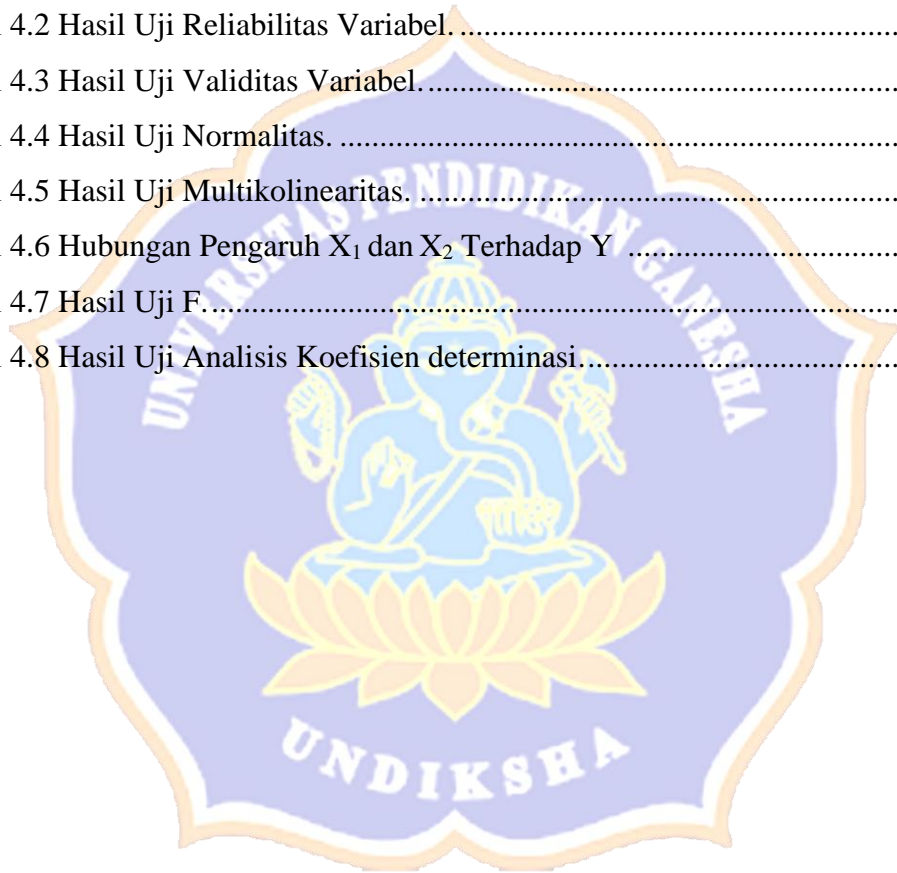 4.2 Hasil Uji Reliabilitas Variabel. ........................................................
4.3 Hasil Uji Validitas Variabel. ............................................................
4.4 Hasil Uji Normalitas. .......................................................................
4.5 Hasil Uji Multikolinearitas. .............................................................
4.6 Hubungan Pengaruh X₁ dan X₂ Terhadap Y ..................................
4.7 Hasil Uji F. .......................................................................................
4.8 Hasil Uji Analisis Koefisien determinasi. ........................................
UNIVERSITAS PENDIDIKAN GANESHA
UNDIKSHA